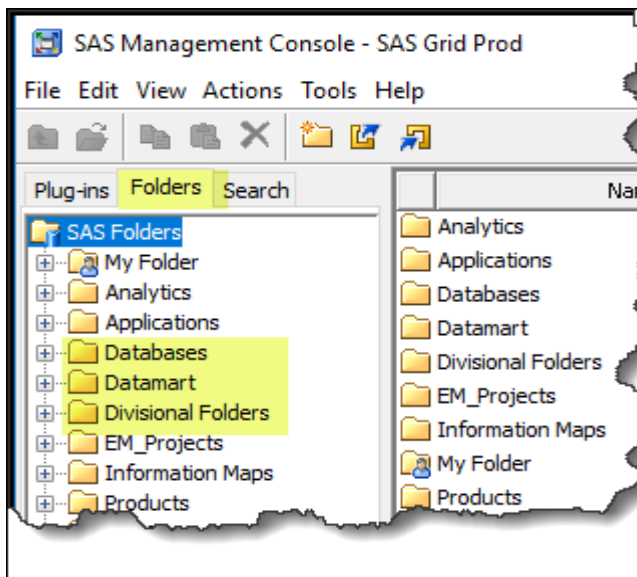 SAS Management Console - SAS Grid Prod
File Edit View Actions Tools Help
Plug-ins Folders Search
SAS Folders
My Folder
Analytics
Applications
Databases
Datamart
Divisional Folders
EM_Projects
Information Maps
Products
Analytics
Applications
Databases
Datamart
Divisional Folders
EM_Projects
Information Maps
My Folder
Products